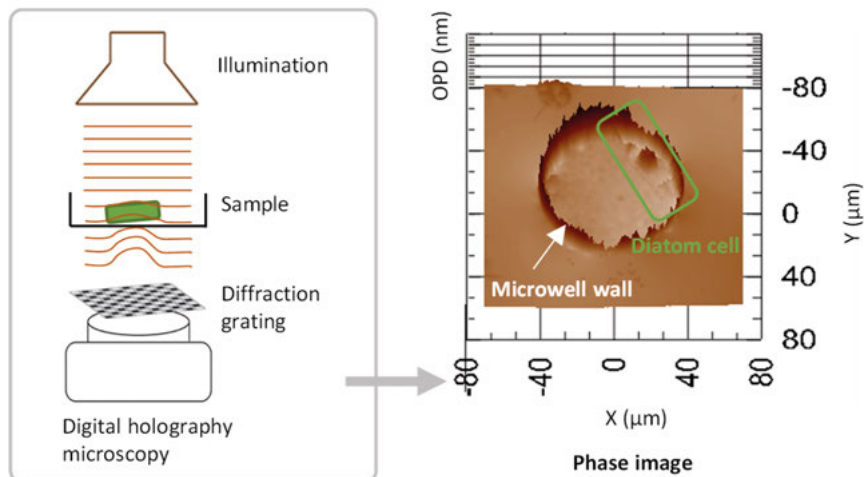 Illumination
Sample
Diffraction
grating
Digital holography
microscopy
OPD (nm)
-80
-40
0
40
80
Y (µm)
Diatom cell
Microwell wall
-80
-40
0
40
80
X (µm)
Phase image